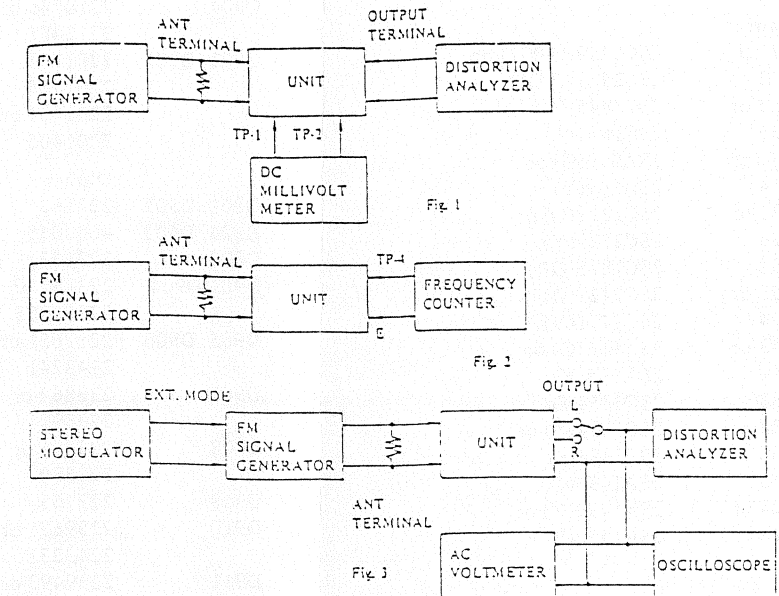 ANT
TERMINAL
OUTPUT
TERMINAL
FM
SIGNAL
GENERATOR
UNIT
DISTORTION
ANALYZER
TP-1
TP-2
DC
MILLIVOLT
METER
Fig. 1
ANT
TERMINAL
FM
SIGNAL
GENERATOR
UNIT
TP-4
E
FREQUENCY
COUNTER
Fig. 2
EXT. MODE
OUTPUT
STEREO
MODULATOR
FM
SIGNAL
GENERATOR
UNIT
L
R
DISTORTION
ANALYZER
ANT
TERMINAL
AC
VOLTMETER
OSCILLOSCOPE
Fig. 3